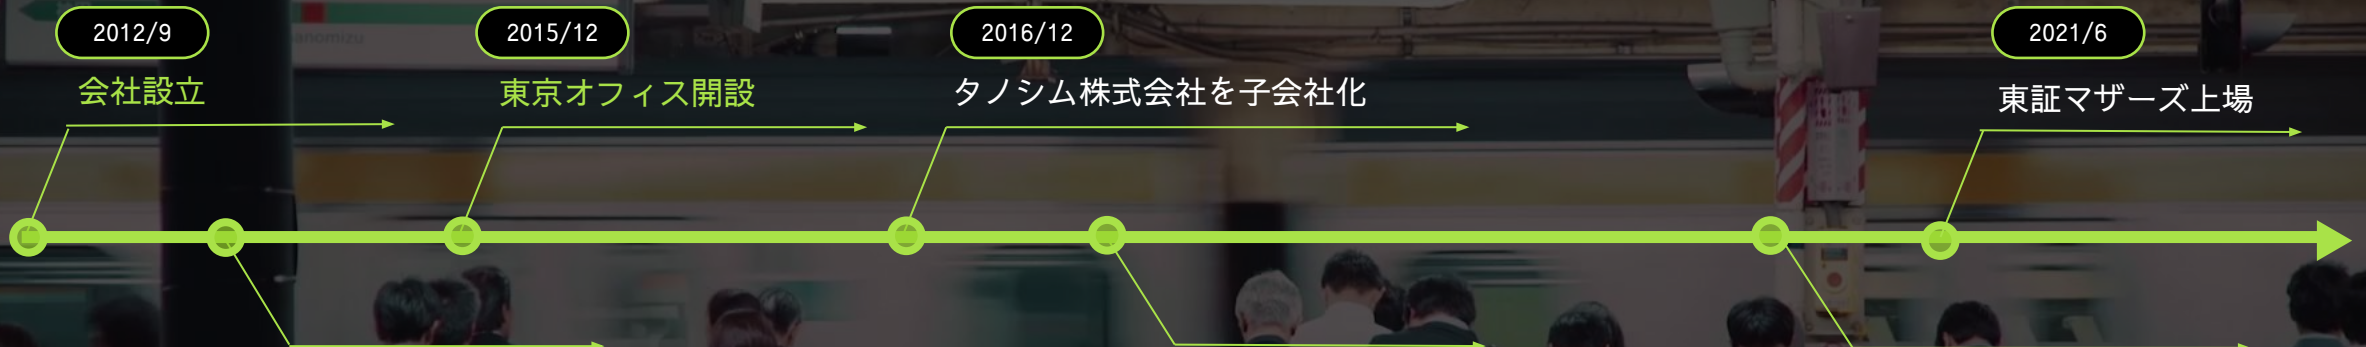 2012/9
会社設立
2015/12
東京オフィス開設
2016/12
タノシム株式会社を子会社化
2021/6
東証マザーズ上場
anomizu